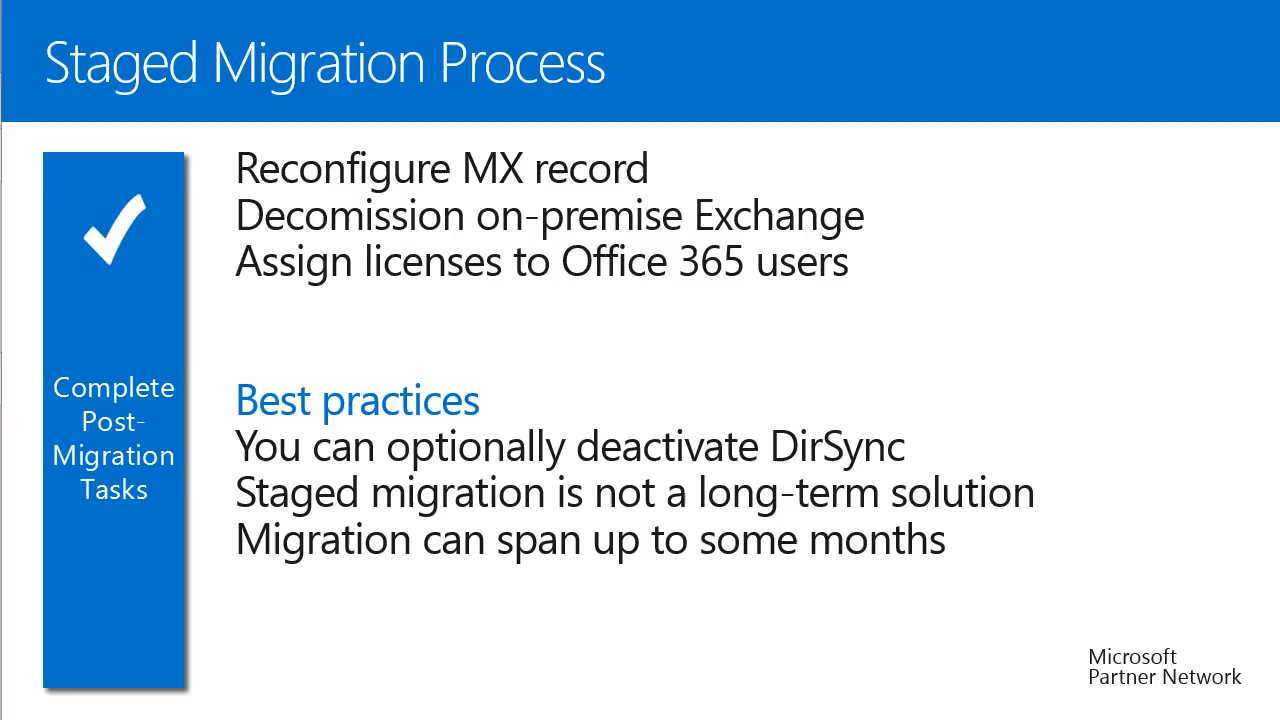 Staged Migration Process
Reconfigure MX record
Decomission on-premise Exchange
Assign licenses to Office 365 users
Complete
Post-
Migration
Tasks
Best practices
You can optionally deactivate DirSync
Staged migration is not a long-term solution
Migration can span up to some months
Microsoft
Partner Network